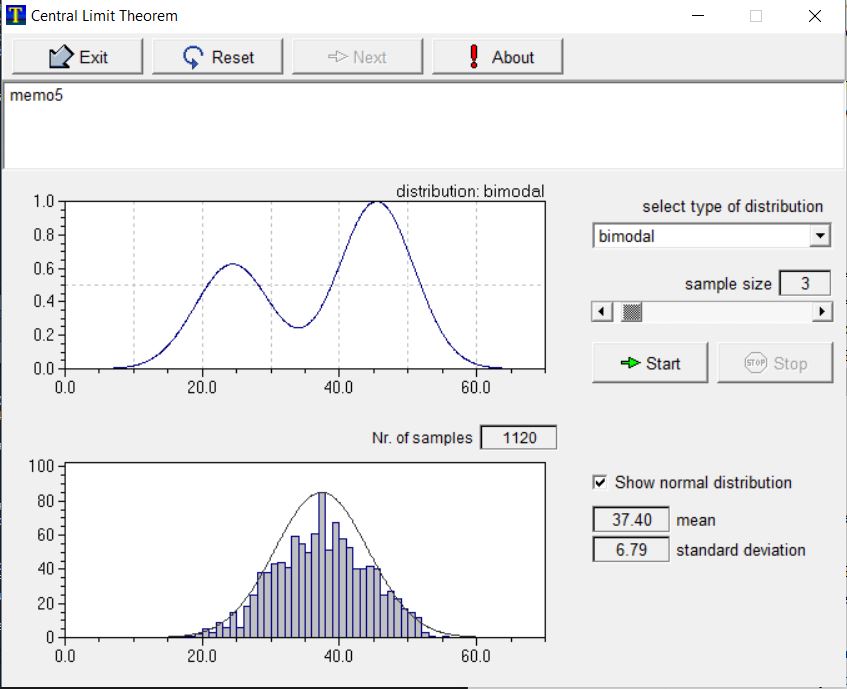 Central Limit Theorem
Exit Reset Next About
memo5
distribution: bimodal
1.0
0.8
0.6
0.4
0.2
0.0
0.0 20.0 40.0 60.0
select type of distribution
bimodal
sample size 3
Start STOP Stop
Nr. of samples 1120
100
80
60
40
20
0
0.0 20.0 40.0 60.0
Show normal distribution
37.40 mean
6.79 standard deviation